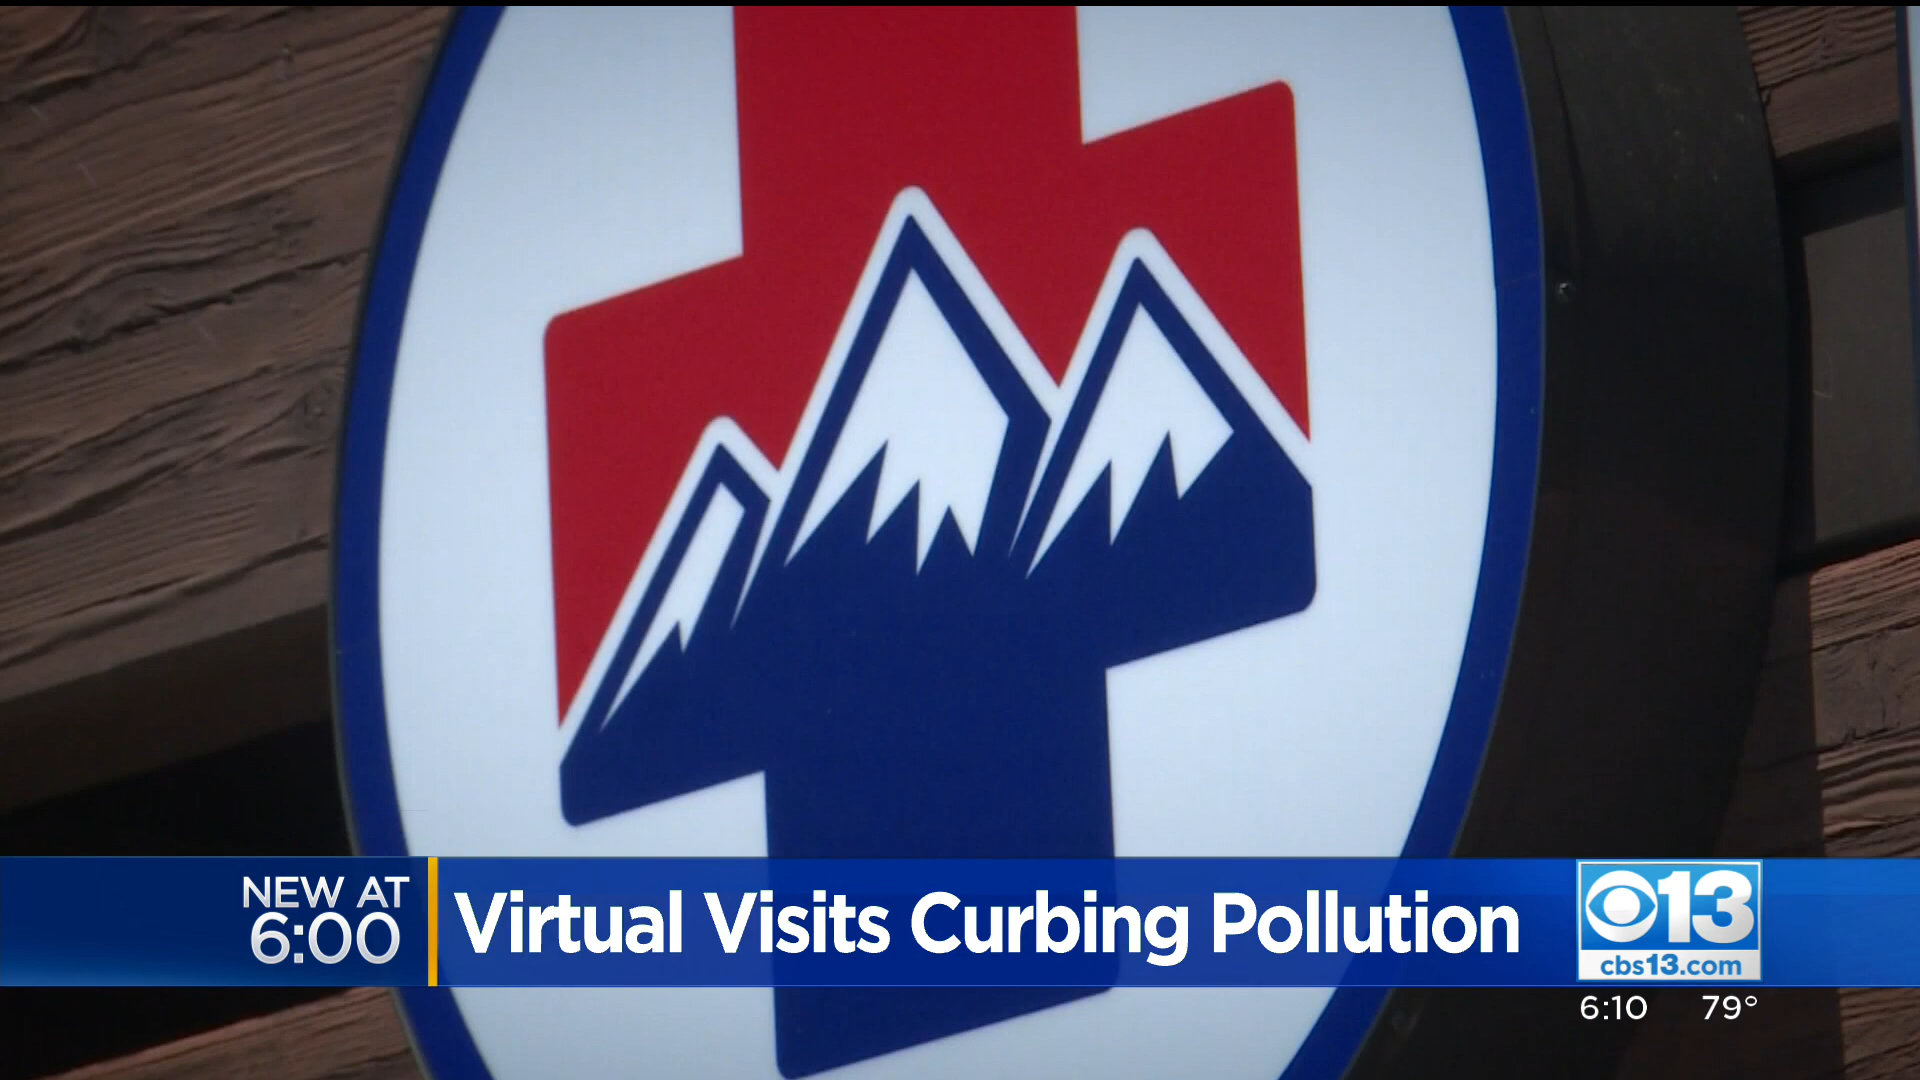 NEW AT
6:00
Virtual Visits Curbing Pollution
13
cbs13.com
6:10 79°